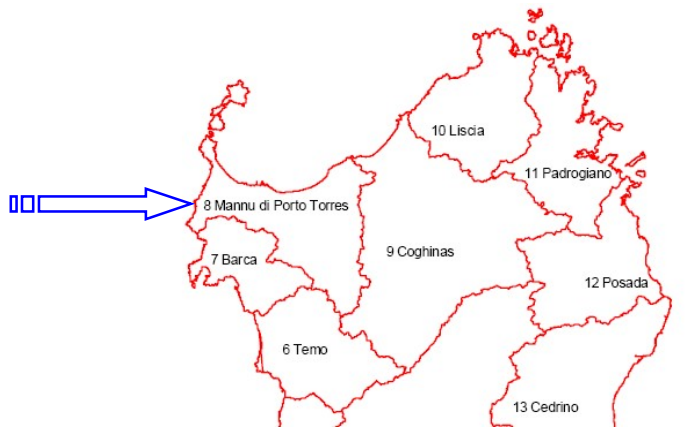 10 Liscia
11 Padrogiano
8 Mannu di Porto Torres
9 Coghinas
7 Barca
12 Posada
6 Temo
13 Cedrino